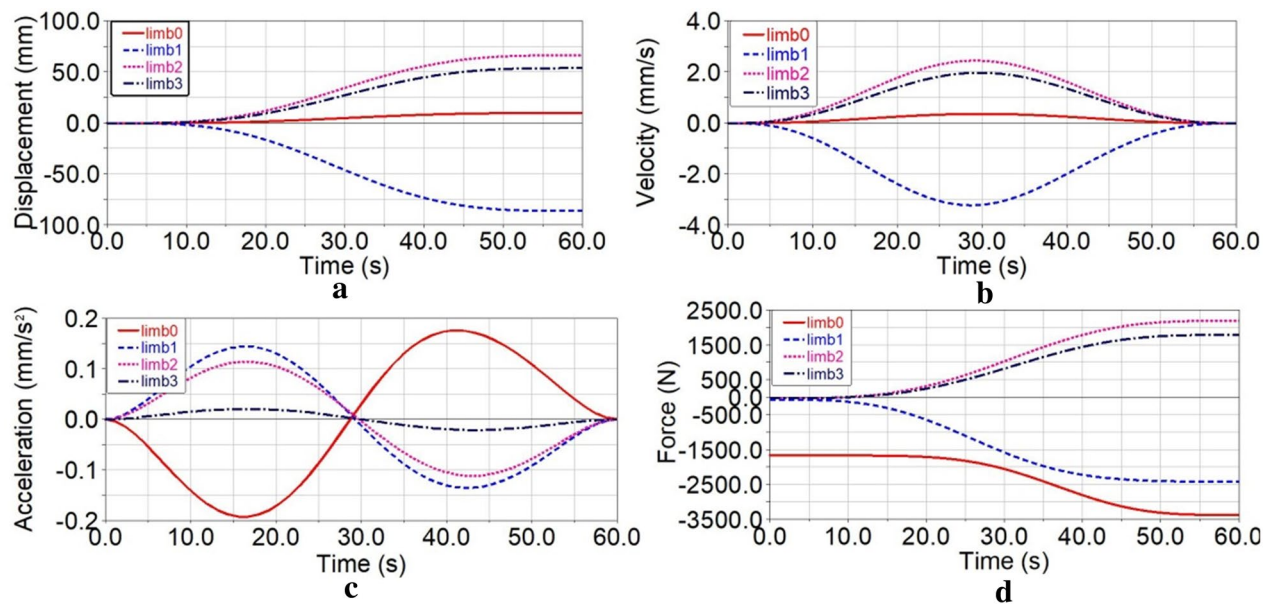 Displacement (mm)
100.0
50.0
0.0
-50.0
100.0
limb0
limb1
limb2
limb3
0.0 10.0 20.0 30.0 40.0 50.0 60.0
Time (s)
a
Velocity (mm/s)
4.0
2.0
0.0
-2.0
-4.0
limb0
limb1
limb2
limb3
0.0 10.0 20.0 30.0 40.0 50.0 60.0
Time (s)
b
Acceleration (mm/s²)
0.2
0.1
0.0
-0.1
-0.2
limb0
limb1
limb2
limb3
0.0 10.0 20.0 30.0 40.0 50.0 60.0
Time (s)
c
Force (N)
2500.0
1500.0
500.0
0.0
-500.0
-1500.0
-2500.0
-3500.0
limb0
limb1
limb2
limb3
0.0 10.0 20.0 30.0 40.0 50.0 60.0
Time (s)
d